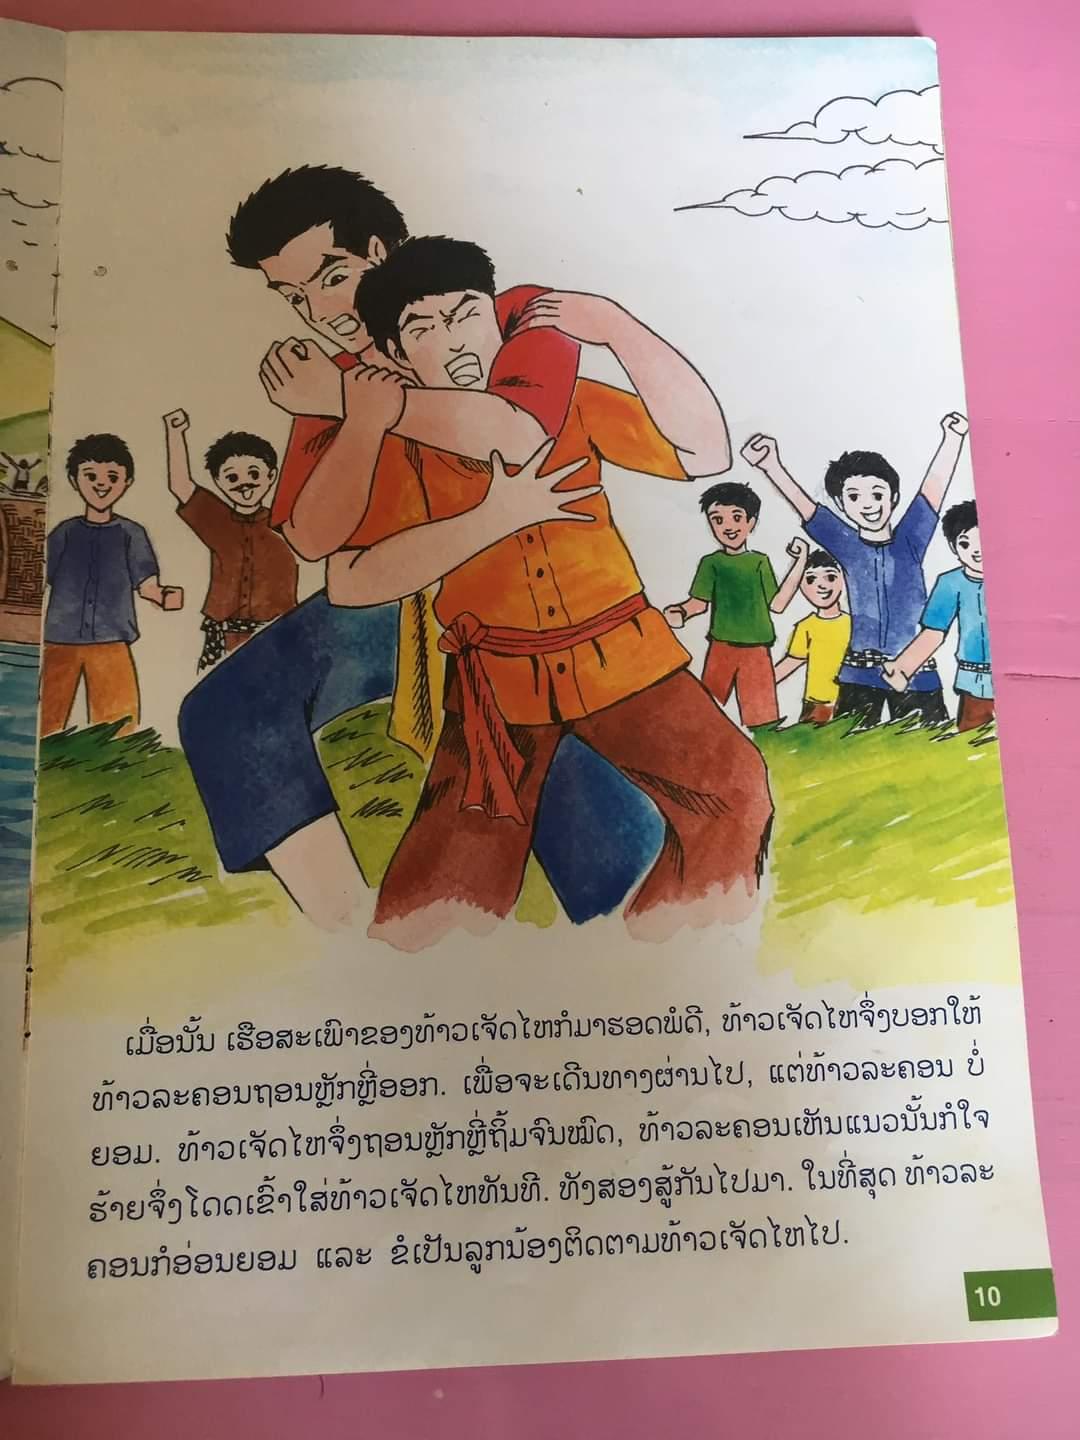 ເມື່ອນັ້ນ ເຮືອສະເພົາຂອງທ້າວເຈັດໄຫກໍມາຮອດພໍດີ, ທ້າວເຈັດໄຫຈຶ່ງບອກໃຫ້
ທ້າວລະຄອນຖອນຫຼັກຫຼີ່ອອກ. ເພື່ອຈະເດີນທາງຜ່ານໄປ, ແຕ່ທ້າວລະຄອນ ບໍ່
ຍອມ. ທ້າວເຈັດໄຫຈຶ່ງຖອນຫຼັກຫຼີ່ຖິ້ມຈົນໝົດ, ທ້າວລະຄອນເຫັນແນວນັ້ນກໍໃຈ
ຮ້າຍຈຶ່ງໂດດເຂົ້າໃສ່ທ້າວເຈັດໄຫທັນທີ. ທັງສອງສູ້ກັນໄປມາ. ໃນທີ່ສຸດ ທ້າວລະ
ຄອນກໍອ່ອນຍອມ ແລະ ຂໍເປັນລູກນ້ອງຕິດຕາມທ້າວເຈັດໄຫໄປ.
10